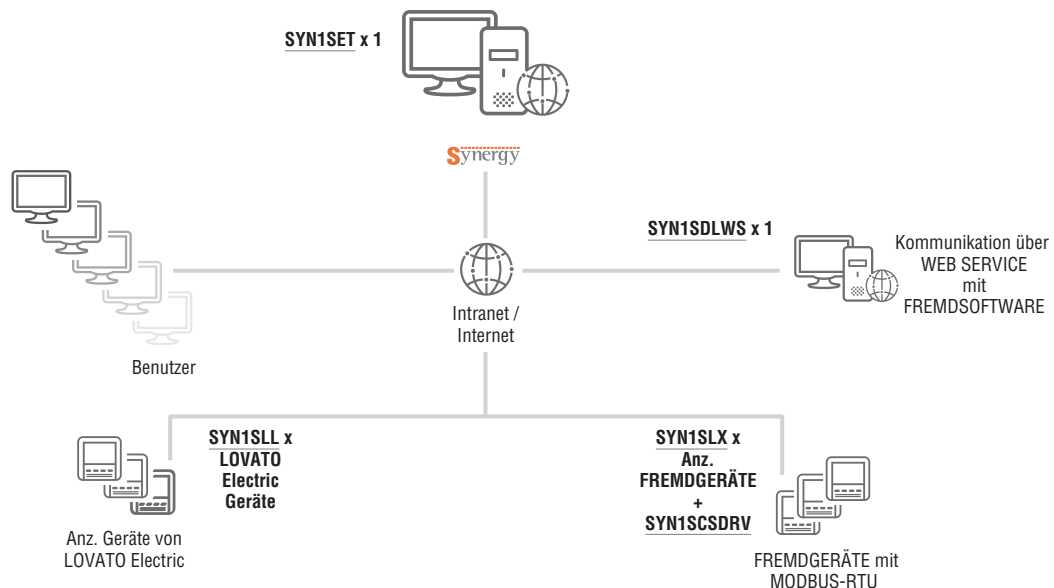 SYN1SET x 1
Synergy
SYN1SDLWS x 1
Kommunikation über
WEB SERVICE
mit
FREMDSOFTWARE
Intranet /
Internet
Benutzer
SYN1SLL x
LOVATO
Electric
Geräte
SYN1SLX x
Anz.
FREMDGERÄTE
+
SYN1SCSDRV
Anz. Geräte von
LOVATO Electric
FREMDGERÄTE mit
MODBUS-RTU